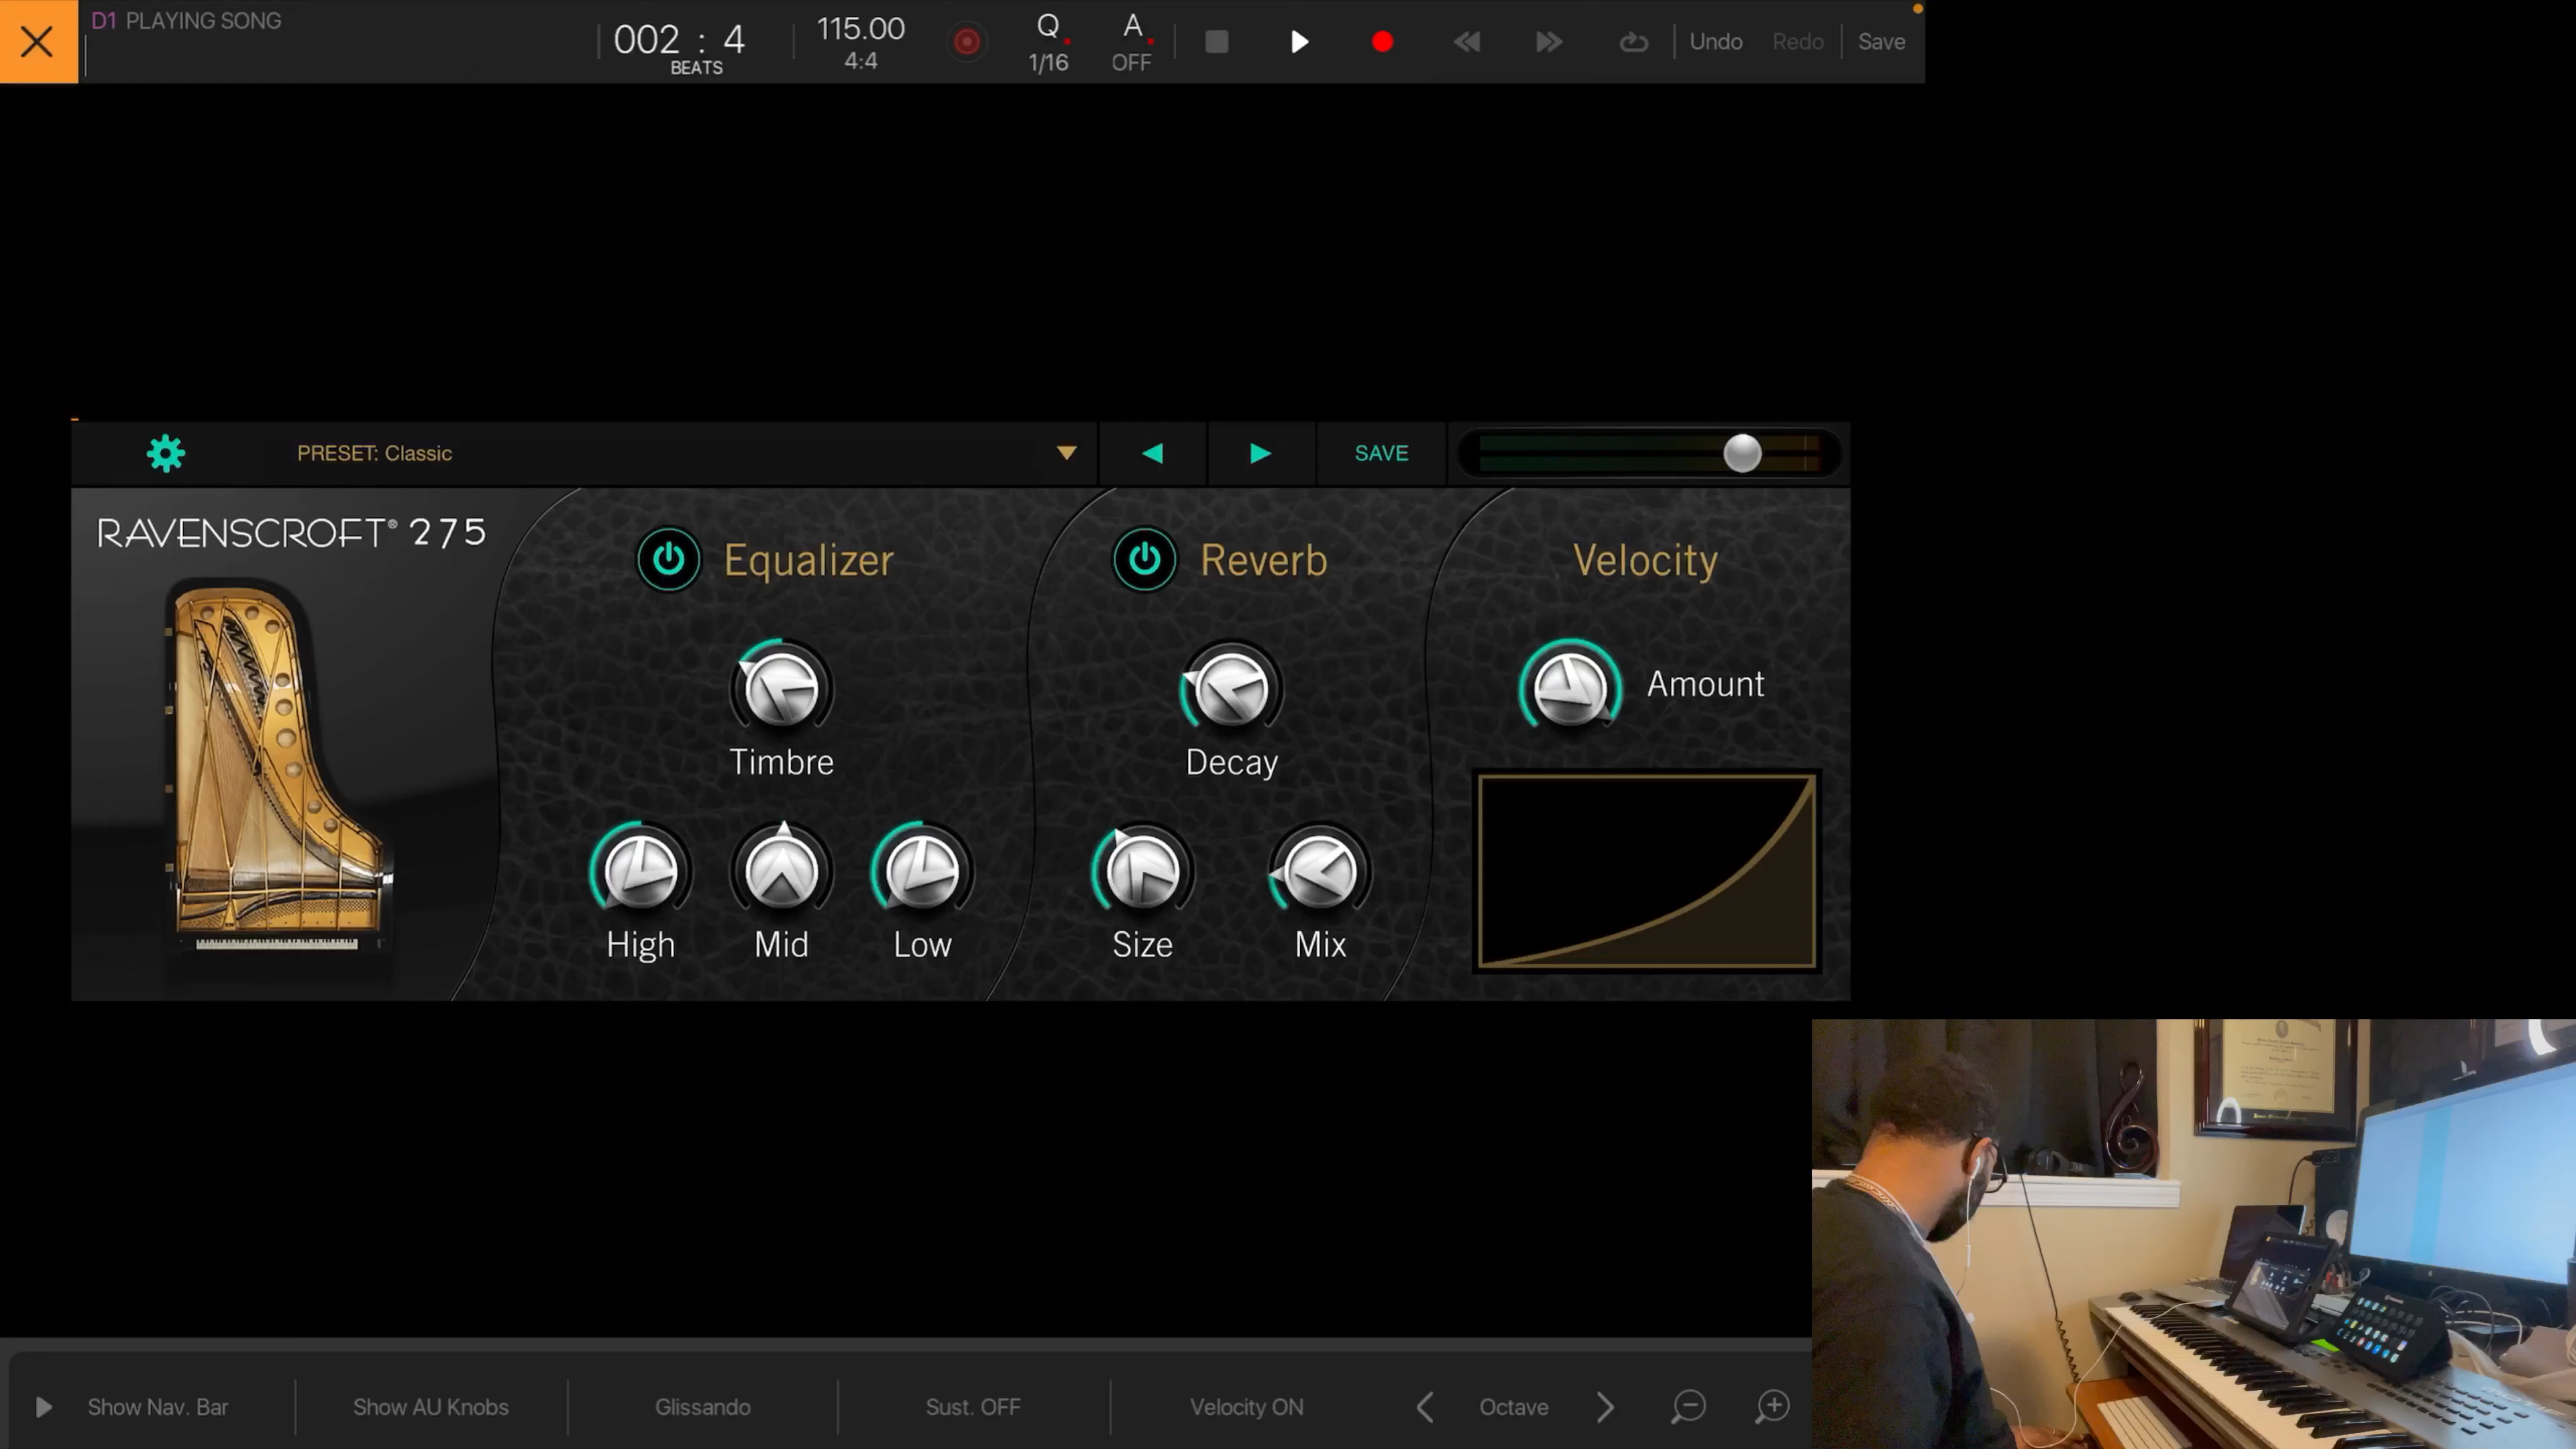 D1 PLAYING SONG
002 : 4
BEATS
115.00
4:4
Q
1/16
A
OFF
Undo
Redo
Save
PRESET: Classic
SAVE
RAVENSCROFT® 275
Equalizer
Reverb
Velocity
Timbre
Decay
Amount
High
Mid
Low
Size
Mix
Show Nav. Bar
Show AU Knobs
Glissando
Sust. OFF
Velocity ON
Octave